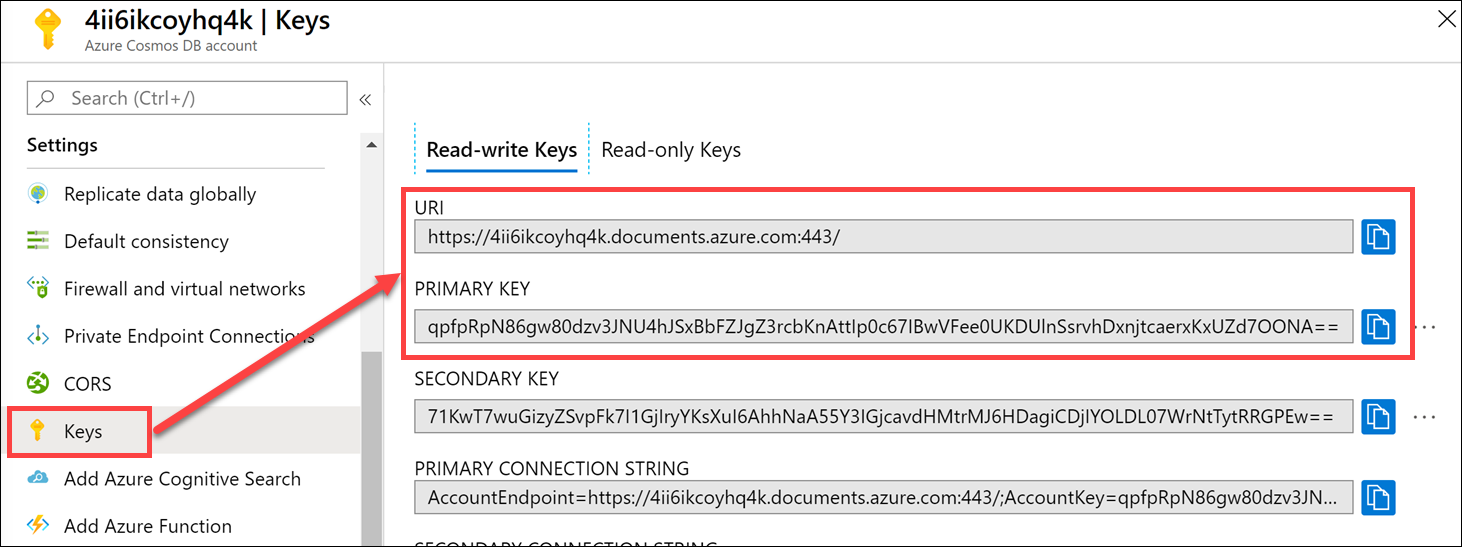 4ii6ikcoyhq4k | Keys
Azure Cosmos DB account
Search (Ctrl+/)
«
Settings
Replicate data globally
Default consistency
Firewall and virtual networks
Private Endpoint Connections
CORS
Keys
Add Azure Cognitive Search
Add Azure Function
Read-write Keys
Read-only Keys
URI
https://4ii6ikcoyhq4k.documents.azure.com:443/
PRIMARY KEY
SECONDARY KEY
PRIMARY CONNECTION STRING
AccountEndpoint=https://4ii6ikcoyhq4k.documents.azure.com:443/;AccountKey=qpfpRpN86gw80dzv3JN...
SECONDARY CONNECTION STRING